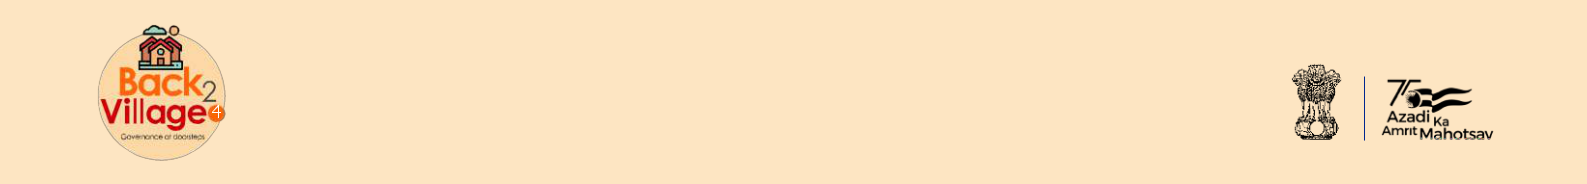 Back2
Village4
Governance at doorsteps
75
Azadi Ka
Amrit Mahotsav